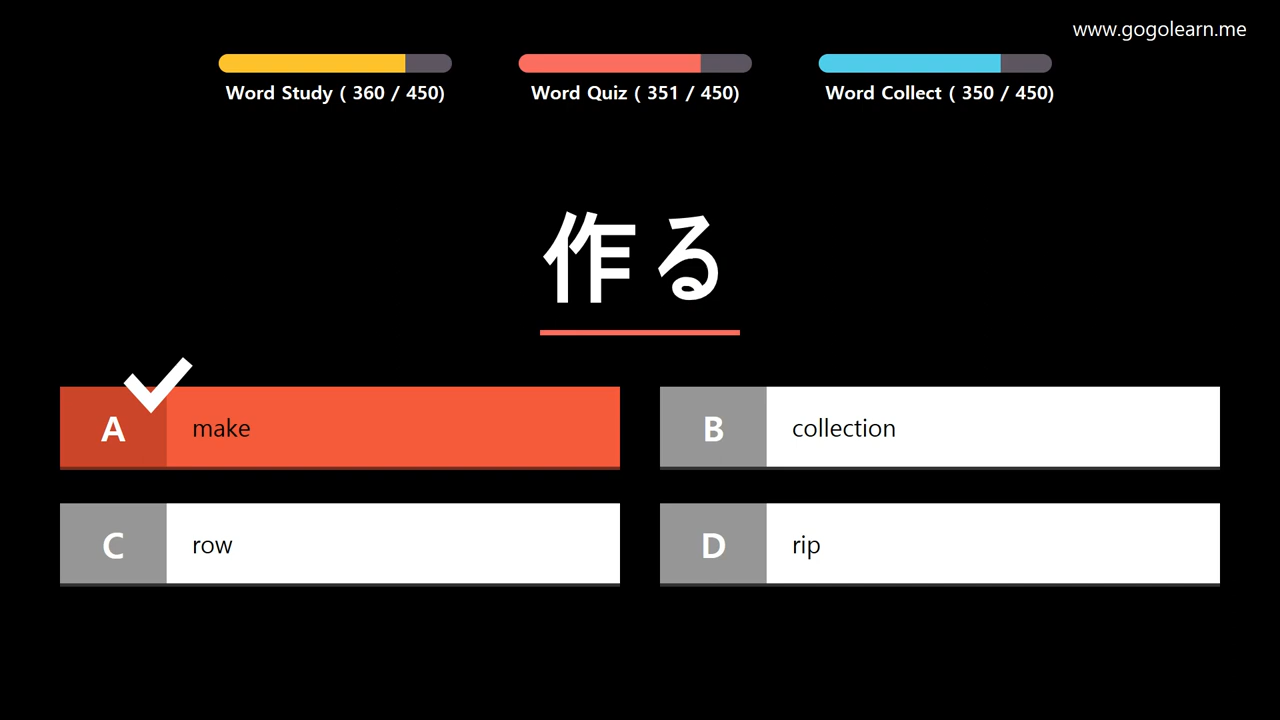 www.gogolearn.me
Word Study ( 360 / 450)
Word Quiz ( 351 / 450)
Word Collect ( 350 / 450)
作る
A make
B collection
C row
D rip